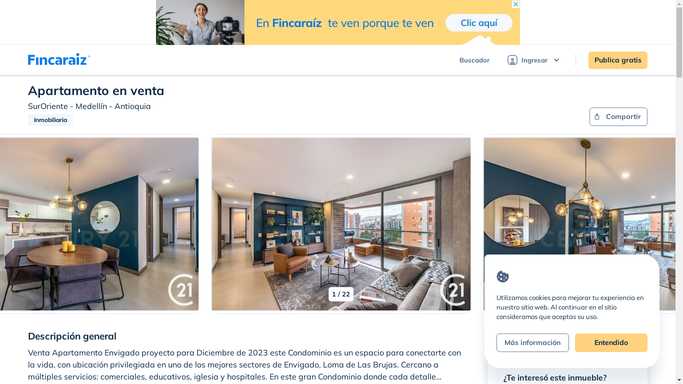 En Fincaraíz te ven porque te ven
Clic aquí
Fincaraíz
Buscador
Ingresar
Publica gratis
Apartamento en venta
SurOriente - Medellín - Antioquia
Inmobiliaria
Compartir
21
1 / 22
21
Utilizamos cookies para mejorar tu experiencia en
nuestro sitio web. Al continuar en el sitio
consideramos que aceptas su uso.
Más información
Entendido
Descripción general
Venta Apartamento Envigado proyecto para Diciembre de 2023 este Condominio es un espacio para conectarte con
la vida, con ubicación privilegiada en uno de los mejores sectores de Envigado, Loma de Las Brujas. Cercano a
múltiples servicios: comerciales, educativos, iglesia y hospitales. En este gran Condominio donde cada detalle...
¿Te interesó este inmueble?